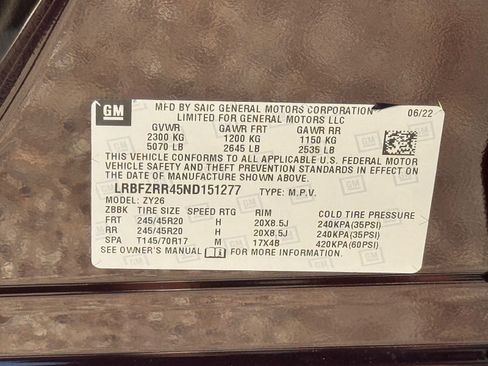 GM
MFD BY SAIC GENERAL MOTORS CORPORATION
LIMITED FOR GENERAL MOTORS LLC
06/22
GVWR GAWR FRT GAWR RR
2300 KG 1200 KG 1150 KG
5070 LB 2645 LB 2535 LB
THIS VEHICLE CONFORMS TO ALL APPLICABLE U.S. FEDERAL MOTOR
VEHICLE SAFETY AND THEFT PREVENTION STANDARDS IN EFFECT ON
THE DATE OF MANUFACTURE SHOWN ABOVE.
LRBFZRR45ND151277 TYPE: M.P.V.
MODEL: ZY26
ZBBK TIRE SIZE SPEED RTG RIM COLD TIRE PRESSURE
FRT 245/45R20 H 20X8.5J 240KPA(35PSI)
RR 245/45R20 H 20X8.5J 240KPA(35PSI)
SPA T145/70R17 M 17X4B 420KPA(60PSI)
SEE OWNER'S MANUAL FOR MORE INFORMATION.